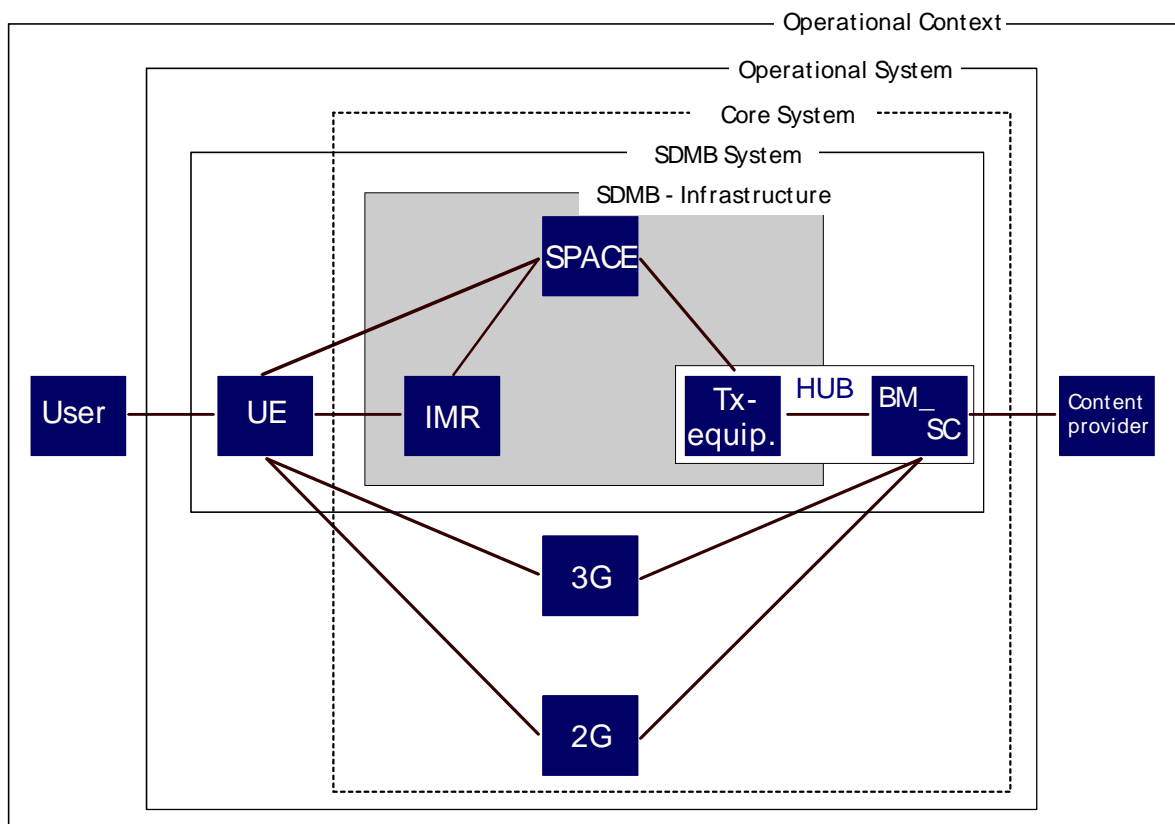 Operational Context
Operational System
Core System
SDMB System
SDMB - Infrastructure
SPACE
User
UE
IMR
Tx-
equip.
HUB
BM_
SC
Content
provider
3G
2G